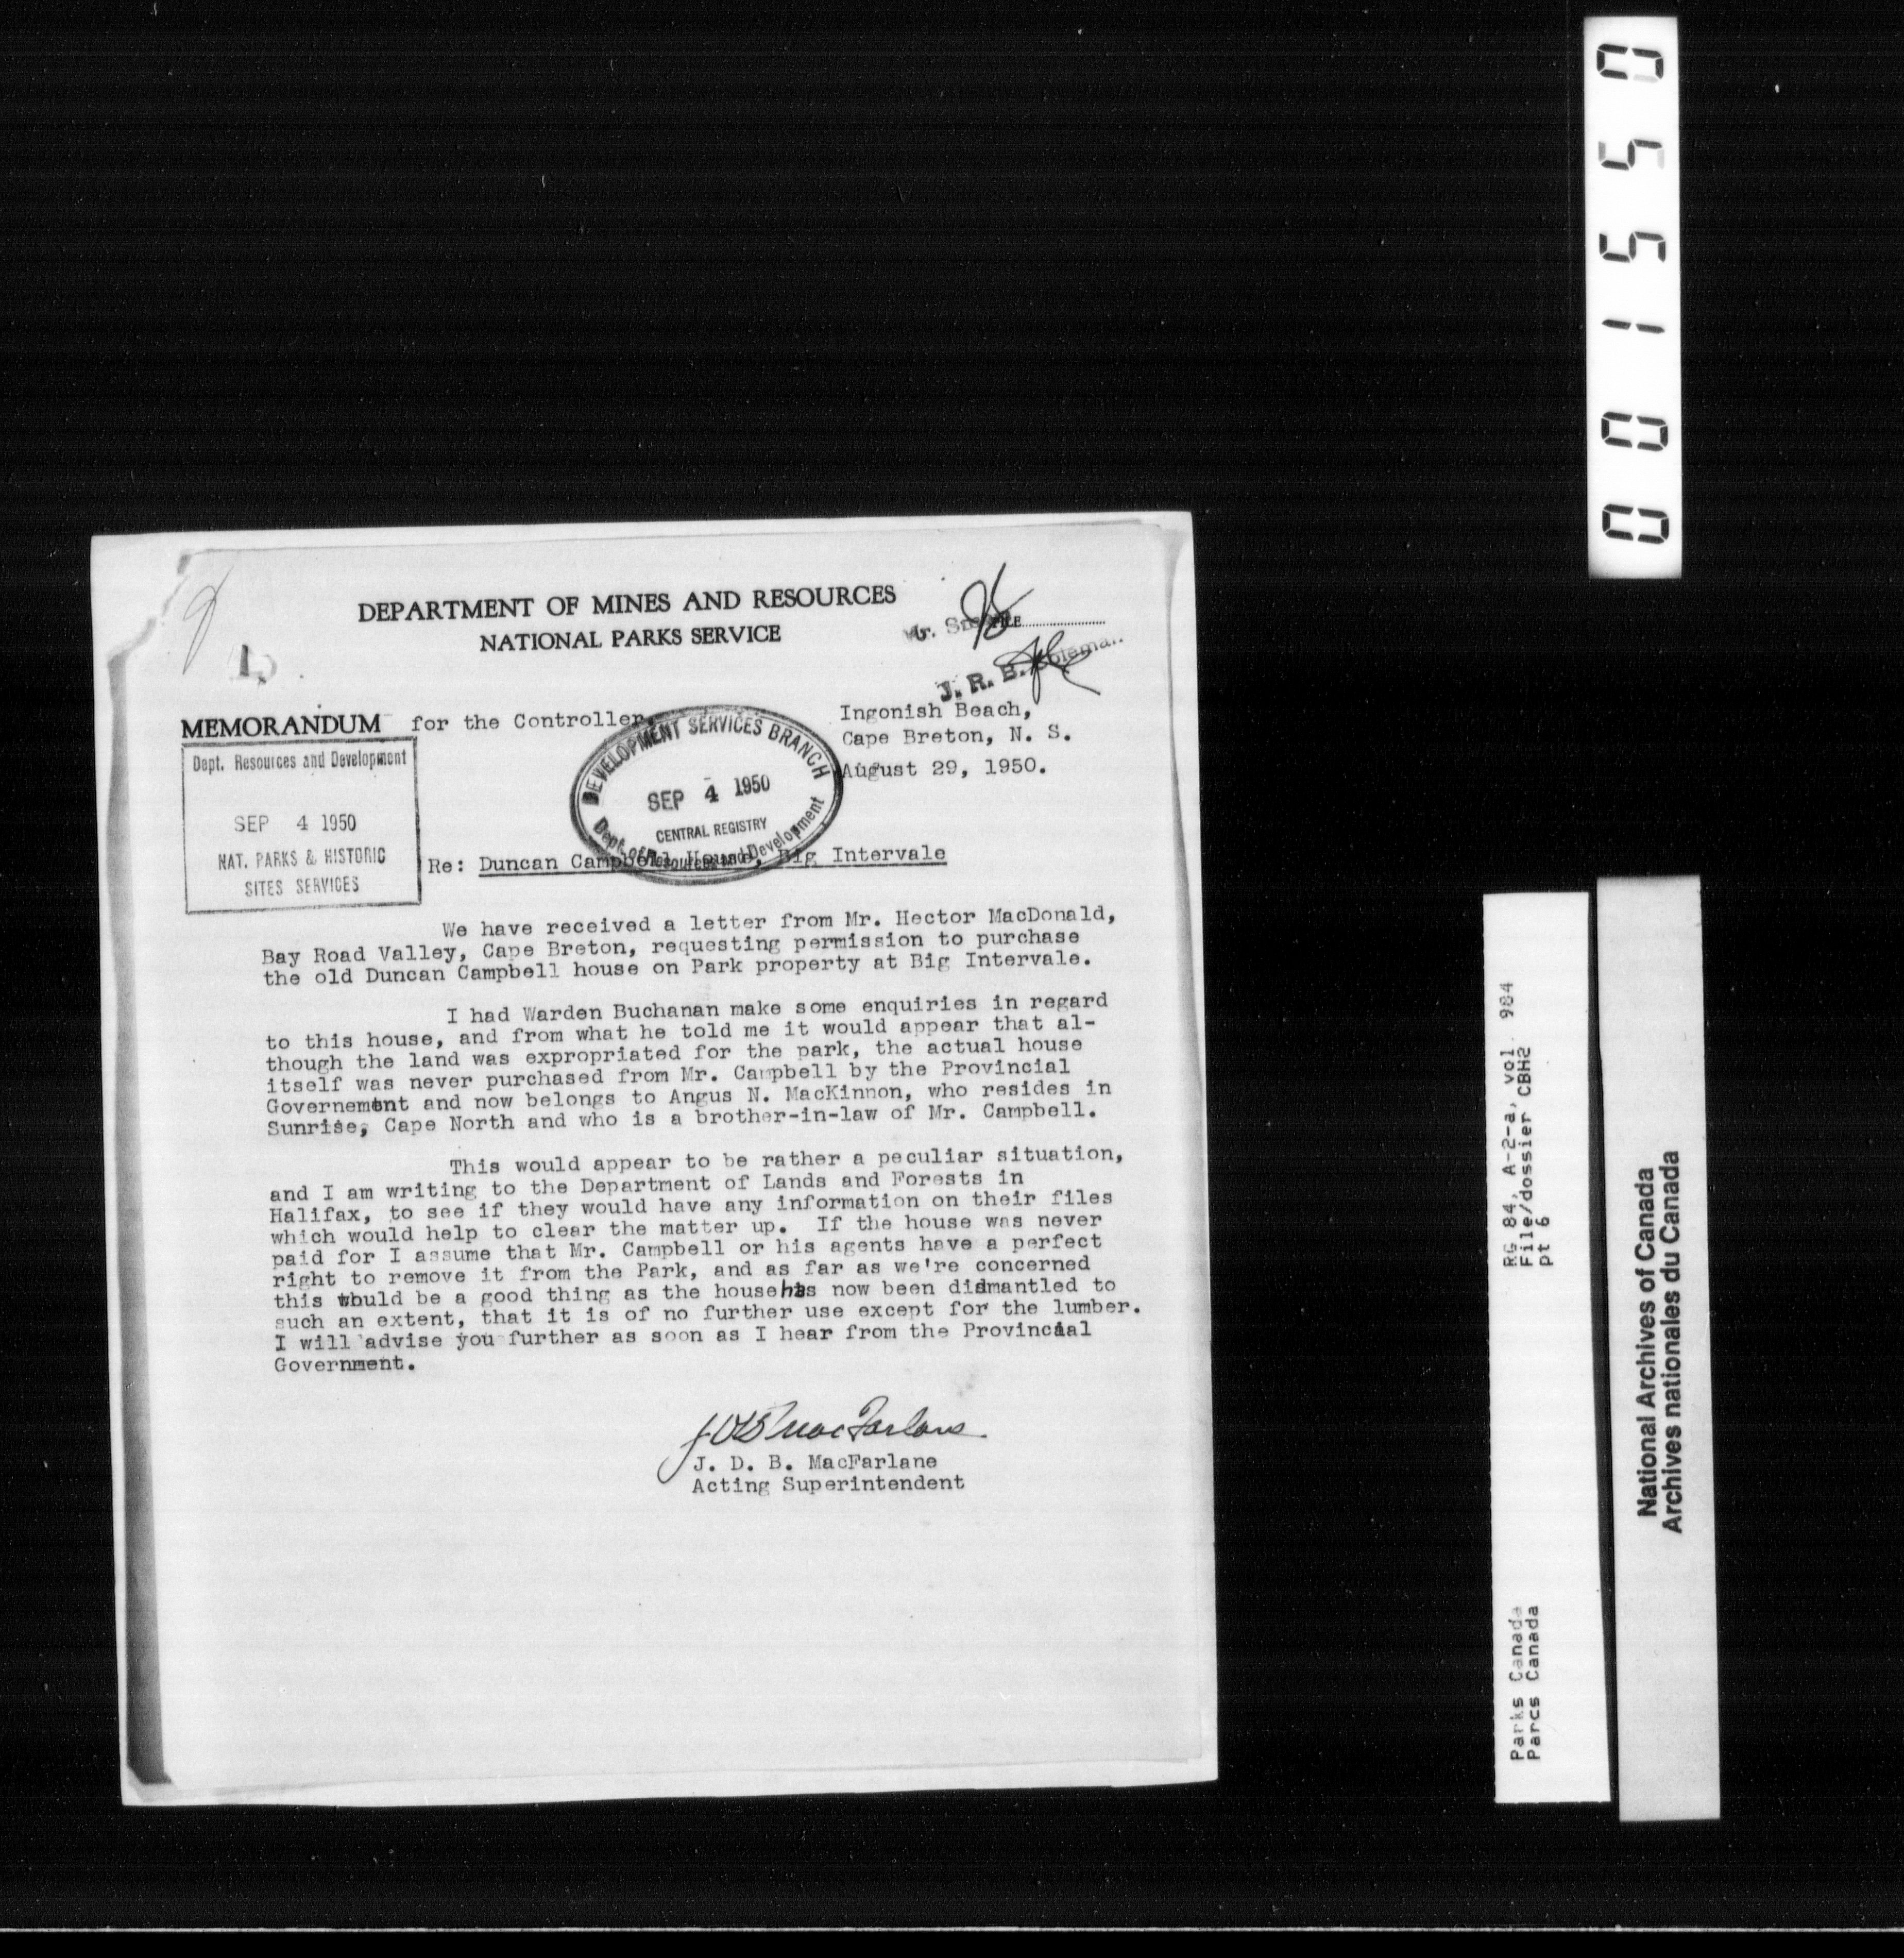 001550
DEPARTMENT OF MINES AND RESOURCES
NATIONAL PARKS SERVICE
Mr.
FILE
J. R. B. Coleman
1.
MEMORANDUM for the Controller.
Ingonish Beach,
Cape Breton, N. S.
August 29, 1950.
Dept. Resources and Development
SEP 4 1950
NAT. PARKS & HISTORIC
SITES SERVICES
DEVELOPMENT SERVICES BRANCH
SEP 4 1950
CENTRAL REGISTRY
Dept. of Resources and Development
Re: Duncan Campbell House, Big Intervale
We have received a letter from Mr. Hector MacDonald,
Bay Road Valley, Cape Breton, requesting permission to purchase
the old Duncan Campbell house on Park property at Big Intervale.
I had Warden Buchanan make some enquiries in regard
to this house, and from what he told me it would appear that al-
though the land was expropriated for the park, the actual house
itself was never purchased from Mr. Campbell by the Provincial
Governement and now belongs to Angus N. MacKinnon, who resides in
Sunrise, Cape North and who is a brother-in-law of Mr. Campbell.
This would appear to be rather a peculiar situation,
and I am writing to the Department of Lands and Forests in
Halifax, to see if they would have any information on their files
which would help to clear the matter up. If the house was never
paid for I assume that Mr. Campbell or his agents have a perfect
right to remove it from the Park, and as far as we're concerned
this would be a good thing as the house has now been dismantled to
such an extent, that it is of no further use except for the lumber.
I will advise you further as soon as I hear from the Provincial
Government.
J D B MacFarlane
J. D. B. MacFarlane
Acting Superintendent
RG 84, A-2-a, vol. 984
File/dossier CBH2
pt 6
Parks Canada
Parcs Canada
National Archives of Canada
Archives nationales du Canada